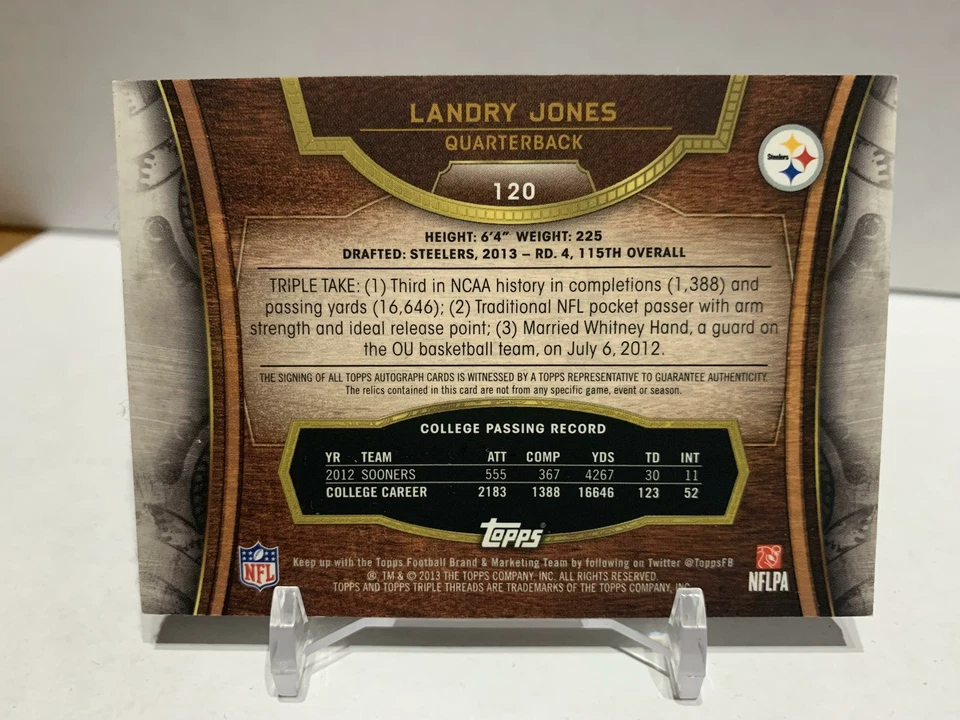 LANDRY JONES
QUARTERBACK
120
Steelers
HEIGHT: 6'4" WEIGHT: 225
DRAFTED: STEELERS, 2013 – RD. 4, 115TH OVERALL
TRIPLE TAKE: (1) Third in NCAA history in completions (1,388) and
passing yards (16,646); (2) Traditional NFL pocket passer with arm
strength and ideal release point; (3) Married Whitney Hand, a guard on
the OU basketball team, on July 6, 2012.
THE SIGNING OF ALL TOPPS AUTOGRAPH CARDS IS WITNESSED BY A TOPPS REPRESENTATIVE TO GUARANTEE AUTHENTICITY.
The relics contained in this card are not from any specific game, event or season.
COLLEGE PASSING RECORD
YR . TEAM ATT COMP YDS TD INT
2012 SOONERS 555 367 4267 30 11
COLLEGE CAREER 2183 1388 16646 123 52
Topps®
NFL
Keep up with the Topps Football Brand & Marketing Team by following on Twitter @ToppsFB
®, TM & © 2013 THE TOPPS COMPANY, INC. ALL RIGHTS RESERVED.
TOPPS AND TOPPS TRIPLE THREADS ARE TRADEMARKS OF THE TOPPS COMPANY, INC.
NFLPA